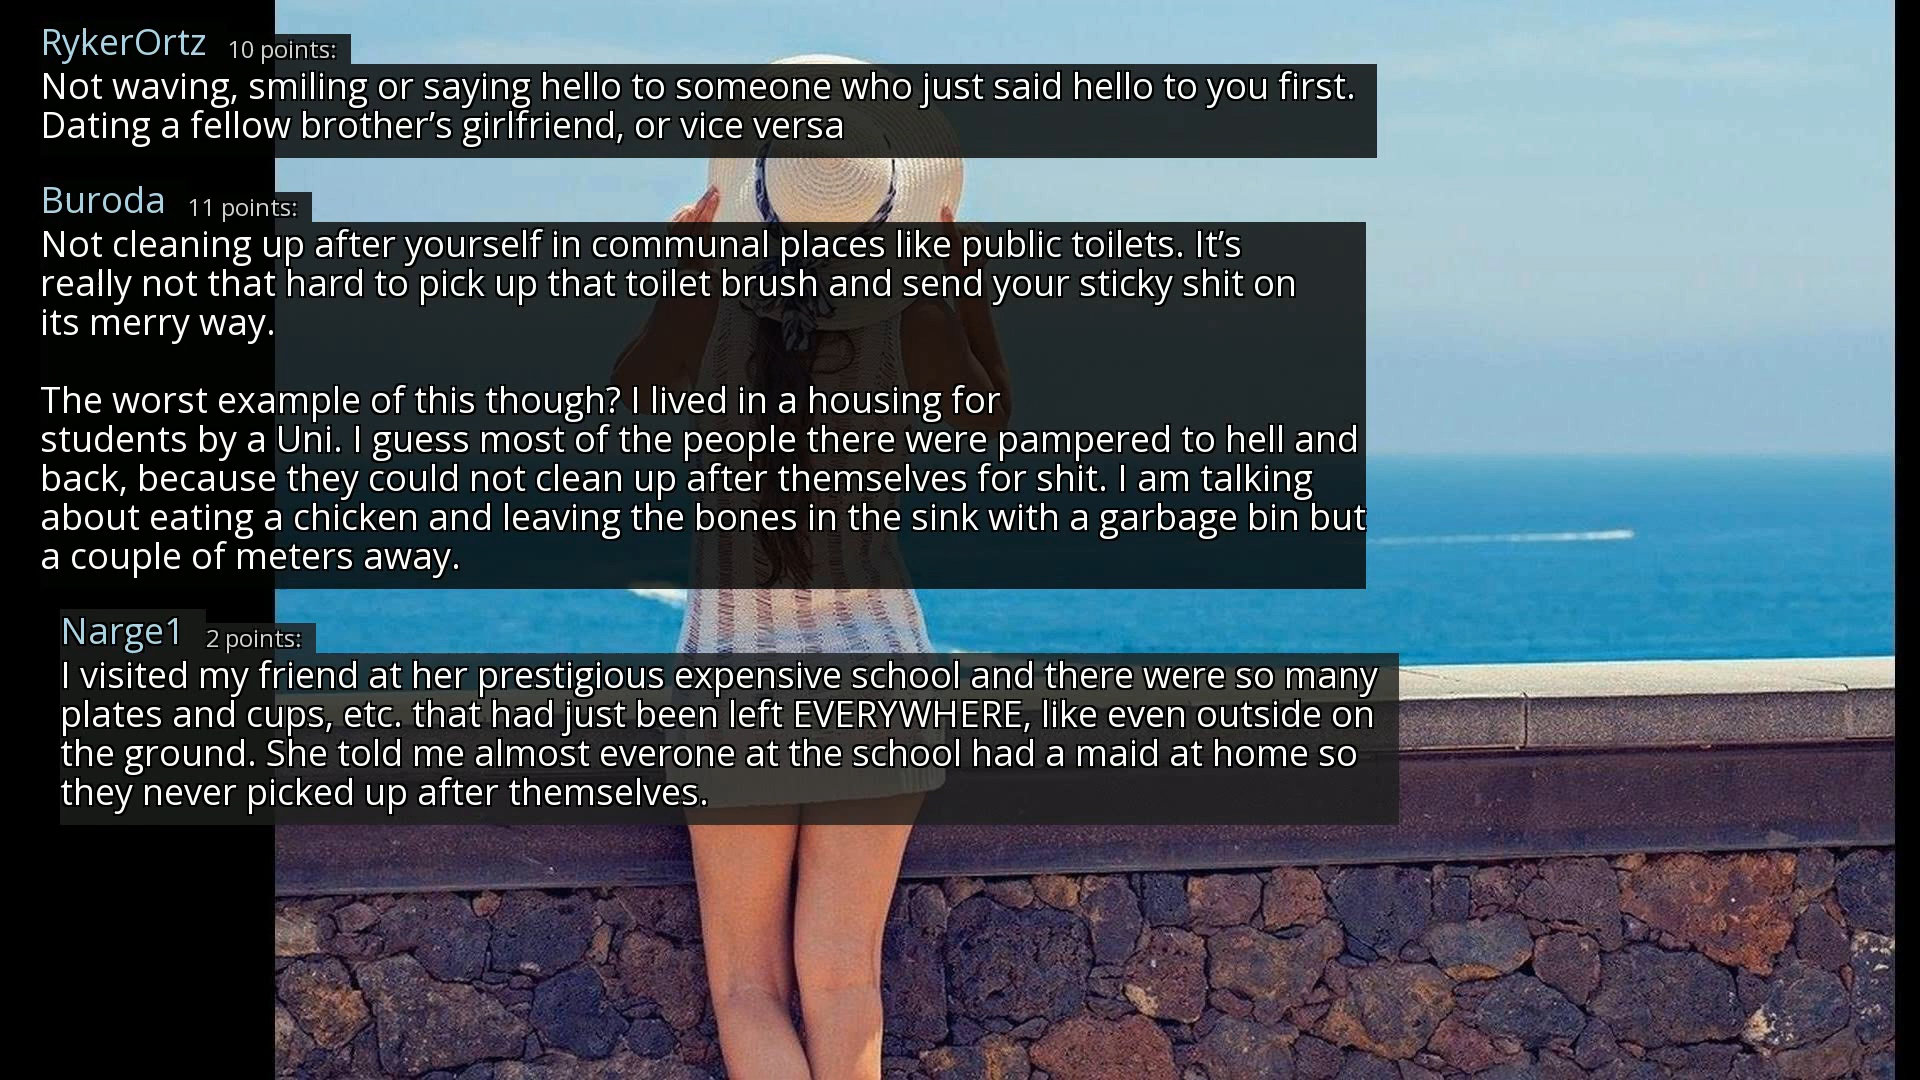 RykerOrtz 10 points:
Not waving, smiling or saying hello to someone who just said hello to you first.
Dating a fellow brother’s girlfriend, or vice versa
Buroda 11 points:
Not cleaning up after yourself in communal places like public toilets. It’s
really not that hard to pick up that toilet brush and send your sticky shit on
its merry way.
The worst example of this though? I lived in a housing for
students by a Uni. I guess most of the people there were pampered to hell and
back, because they could not clean up after themselves for shit. I am talking
about eating a chicken and leaving the bones in the sink with a garbage bin but
a couple of meters away.
Narge1 2 points:
I visited my friend at her prestigious expensive school and there were so many
plates and cups, etc. that had just been left EVERYWHERE, like even outside on
the ground. She told me almost everone at the school had a maid at home so
they never picked up after themselves.